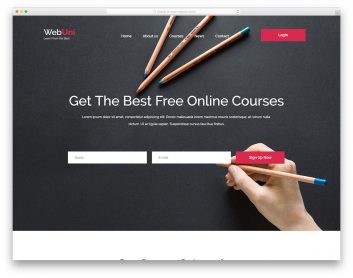 WebUni
Learn From the Best
Home About us Courses News Contact
Login
Get The Best Free Online Courses
Lorem ipsum dolor sit amet, consectetur adipiscing elit. Donec malesuada lorem maximus mauris scelerisque, at rutrum nulla
dictum. Ut ac ligula sapien. Suspendisse cursus faucibus finibus.
Name
E-mail
Sign Up Now